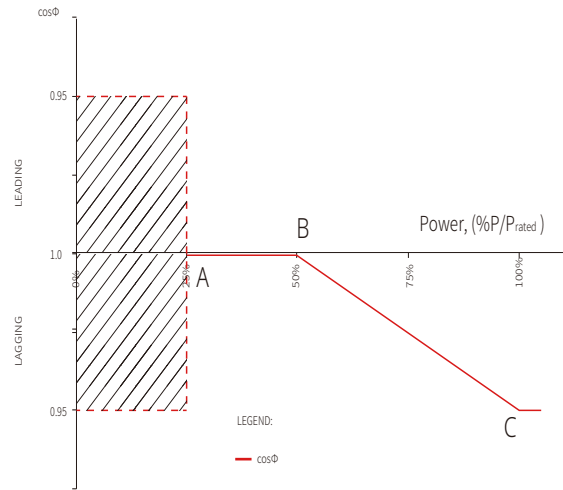 cosΦ
0.95
LEADING
B
Power, (%P/Prated )
1.0
0%
25%
A
50%
75%
100%
LAGGING
0.95
C
LEGEND:
cosΦ